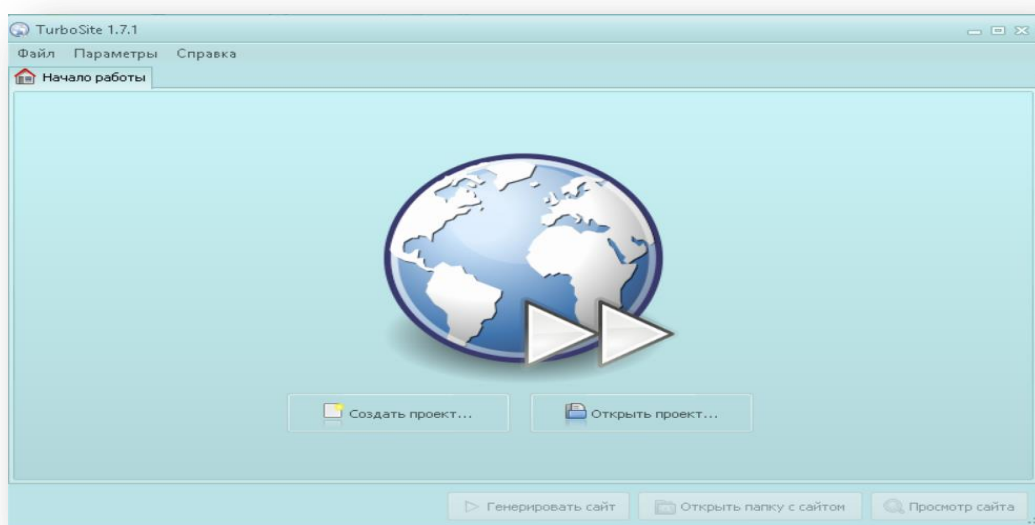 TurboSite 1.7.1
Файл Параметры Справка
Начало работы
Создать проект... Открыть проект...
Генерировать сайт Открыть папку с сайтом Просмотр сайта